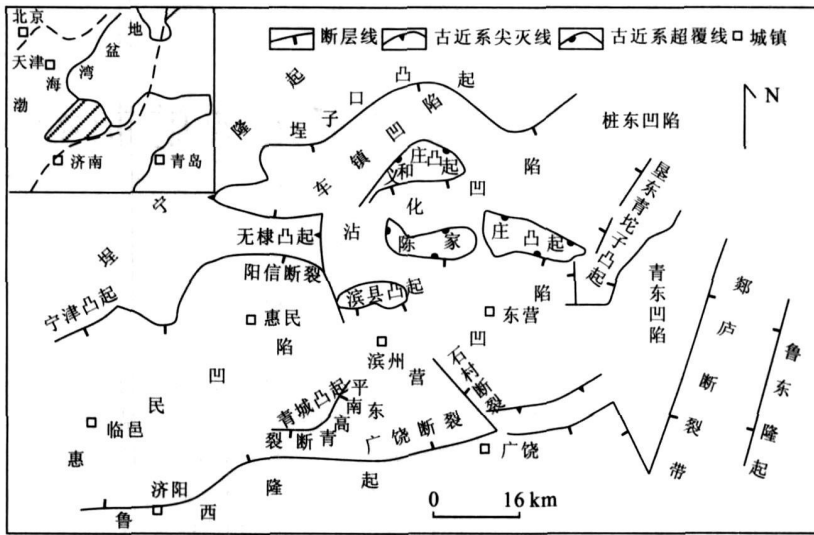 北京
天津
渤海湾盆地
济南
青岛
断层线
古近系尖灭线
古近系超覆线
城镇
N
埕宁隆起
埕子口凸起
车镇凹陷
义和庄凸起
桩东凹陷
沾化凹陷
垦东青坨子凸起
无棣凸起
陈家庄凸起
阳信断裂
宁津凸起
滨县凸起
青东凹陷
郯庐断裂带
鲁东隆起
惠民
东营
滨州
惠民凹陷
东营凹陷
石村断裂
青城凸起
平南
高青断裂
广饶断裂
临邑
广饶
济阳
鲁西隆起
0
16 km